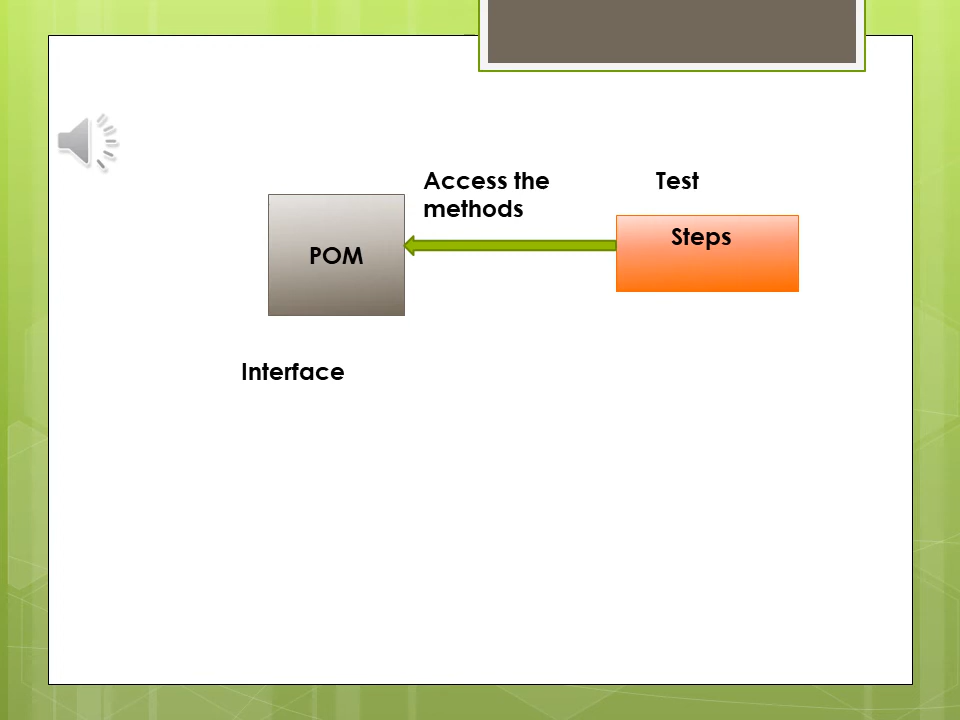 Access the
methods
Test
Steps
POM
Interface